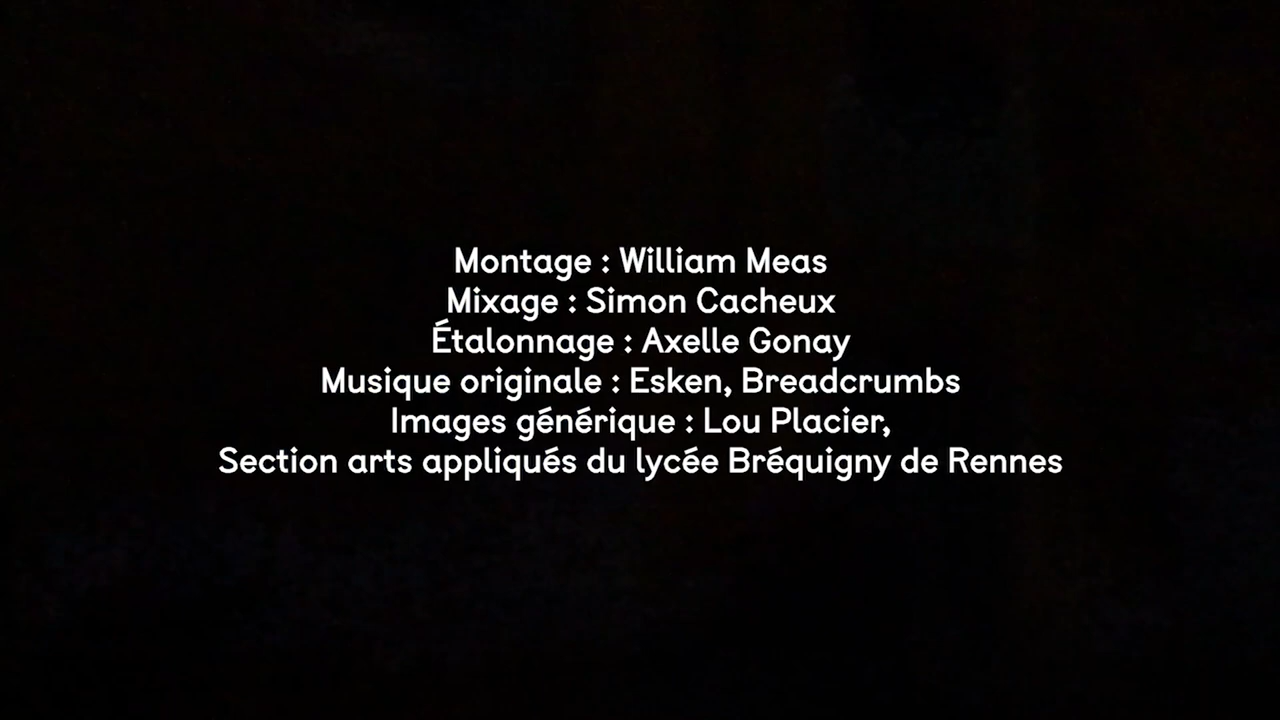 Montage : William Meas
Mixage : Simon Cacheux
Étalonnage : Axelle Gonay
Musique originale : Esken, Breadcrumbs
Images générique : Lou Placier,
Section arts appliqués du lycée Bréquigny de Rennes